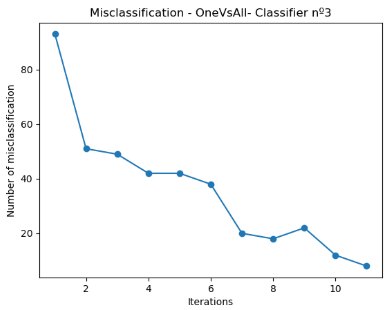 Misclassification - OneVsAll- Classifier nº3
Number of misclassification
80
60
40
20
2 4 6 8 10
Iterations